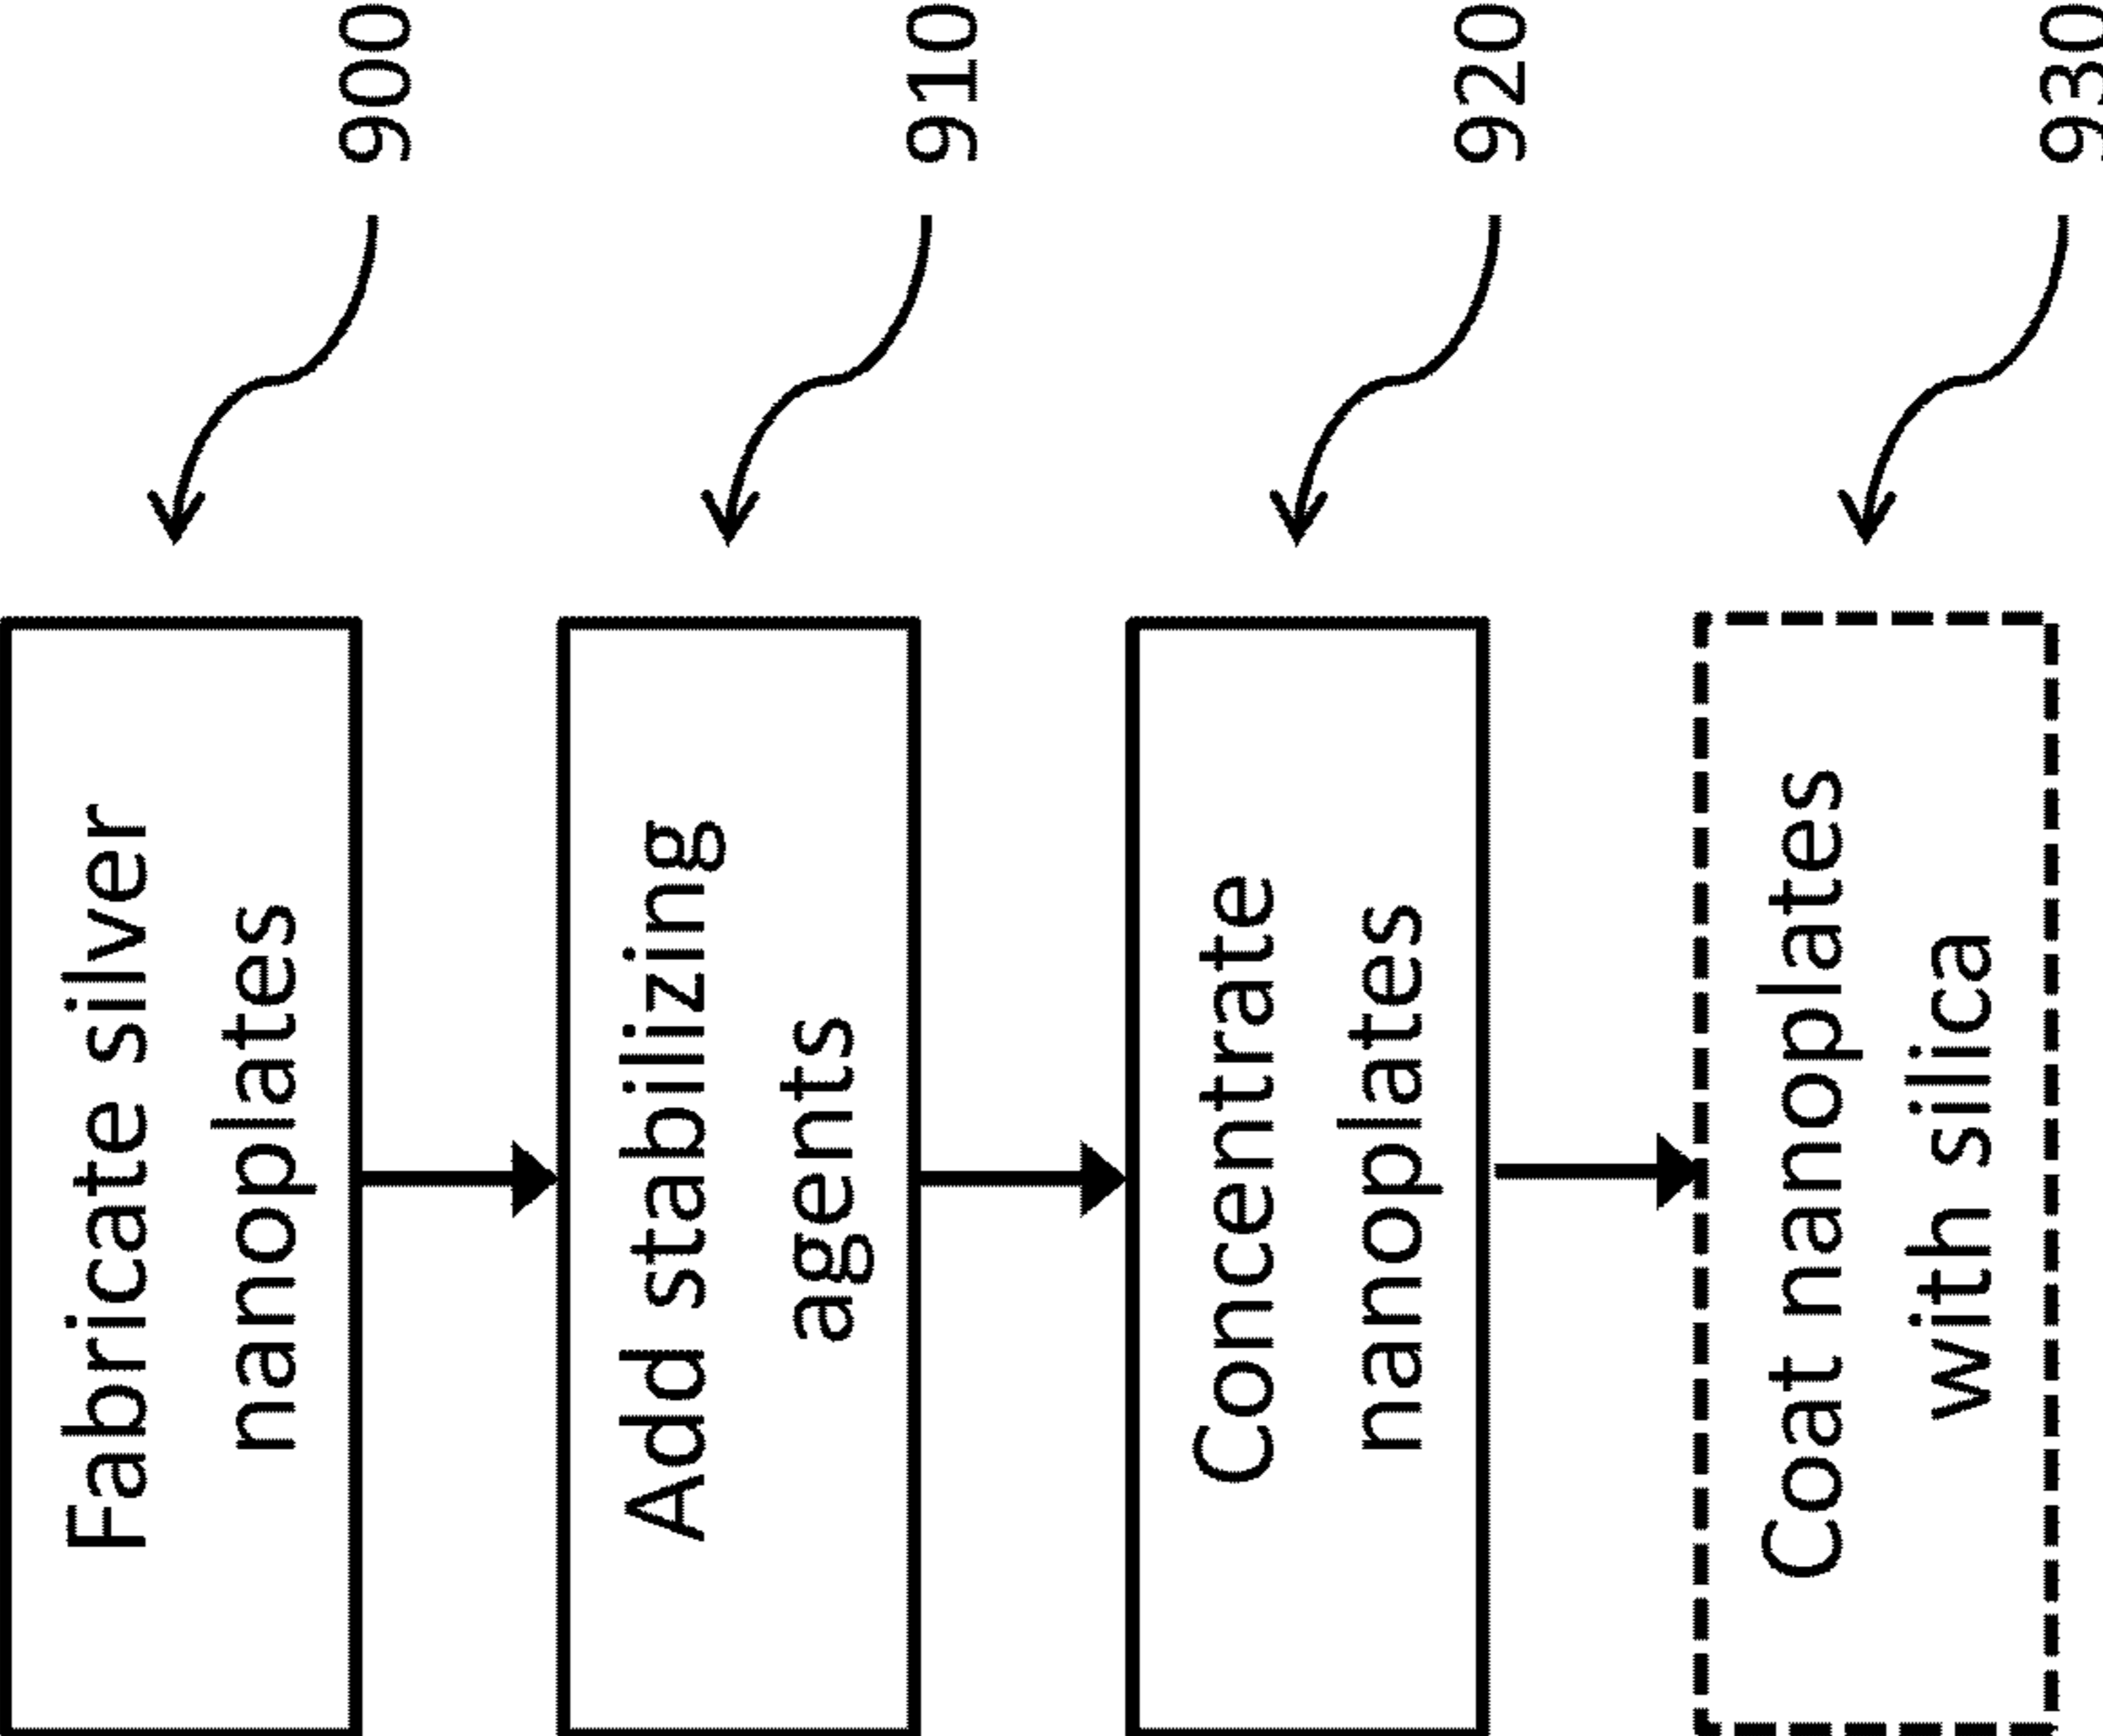 Fabricate silver
nanoplates
900
Add stabilizing
agents
910
Concentrate
nanoplates
920
Coat nanoplates
with silica
930